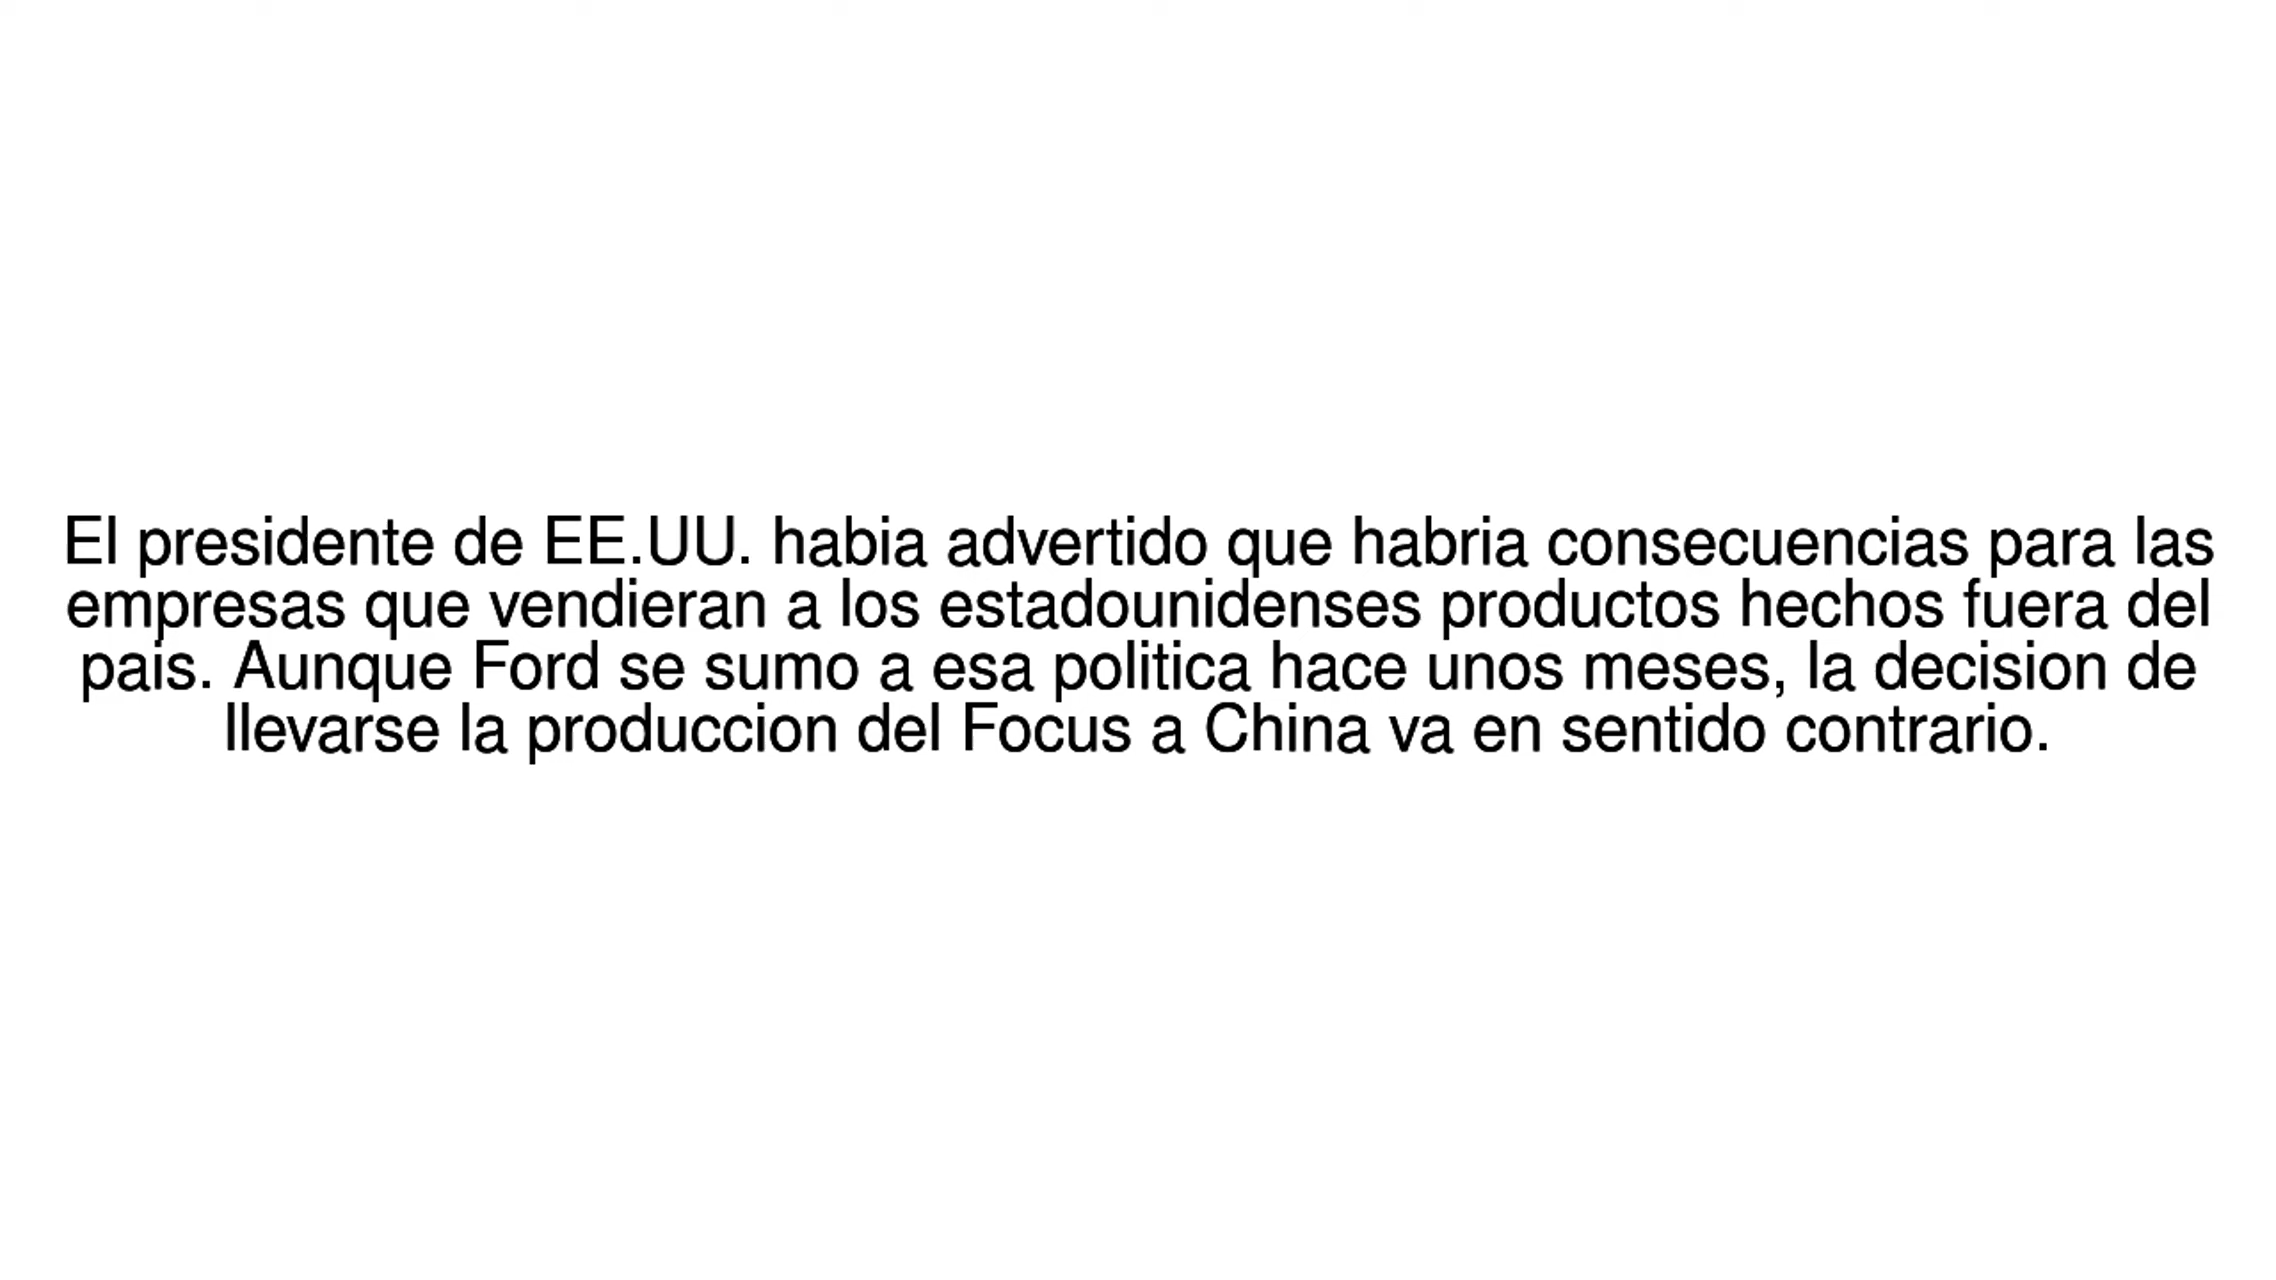 El presidente de EE.UU. habia advertido que habria consecuencias para las
empresas que vendieran a los estadounidenses productos hechos fuera del
pais. Aunque Ford se sumo a esa politica hace unos meses, la decision de
llevarse la produccion del Focus a China va en sentido contrario.